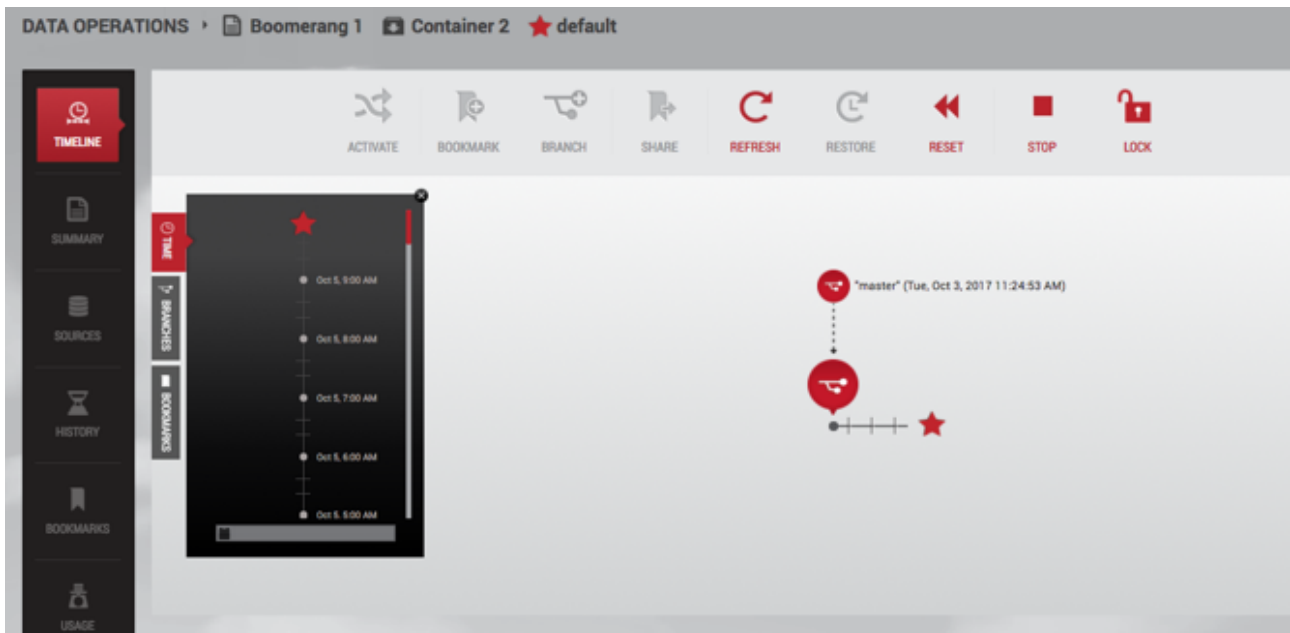 DATA OPERATIONS › Boomerang 1 Container 2 default
TIMELINE
SUMMARY
SOURCES
HISTORY
BOOKMARKS
USAGE
ACTIVATE BOOKMARK BRANCH SHARE REFRESH RESTORE RESET STOP LOCK
TIME
BRANCHES
BOOKMARKS
Oct 5, 9:00 AM
Oct 5, 8:00 AM
Oct 5, 7:00 AM
Oct 5, 6:00 AM
Oct 5, 5:00 AM
"master" (Tue, Oct 3, 2017 11:24:53 AM)